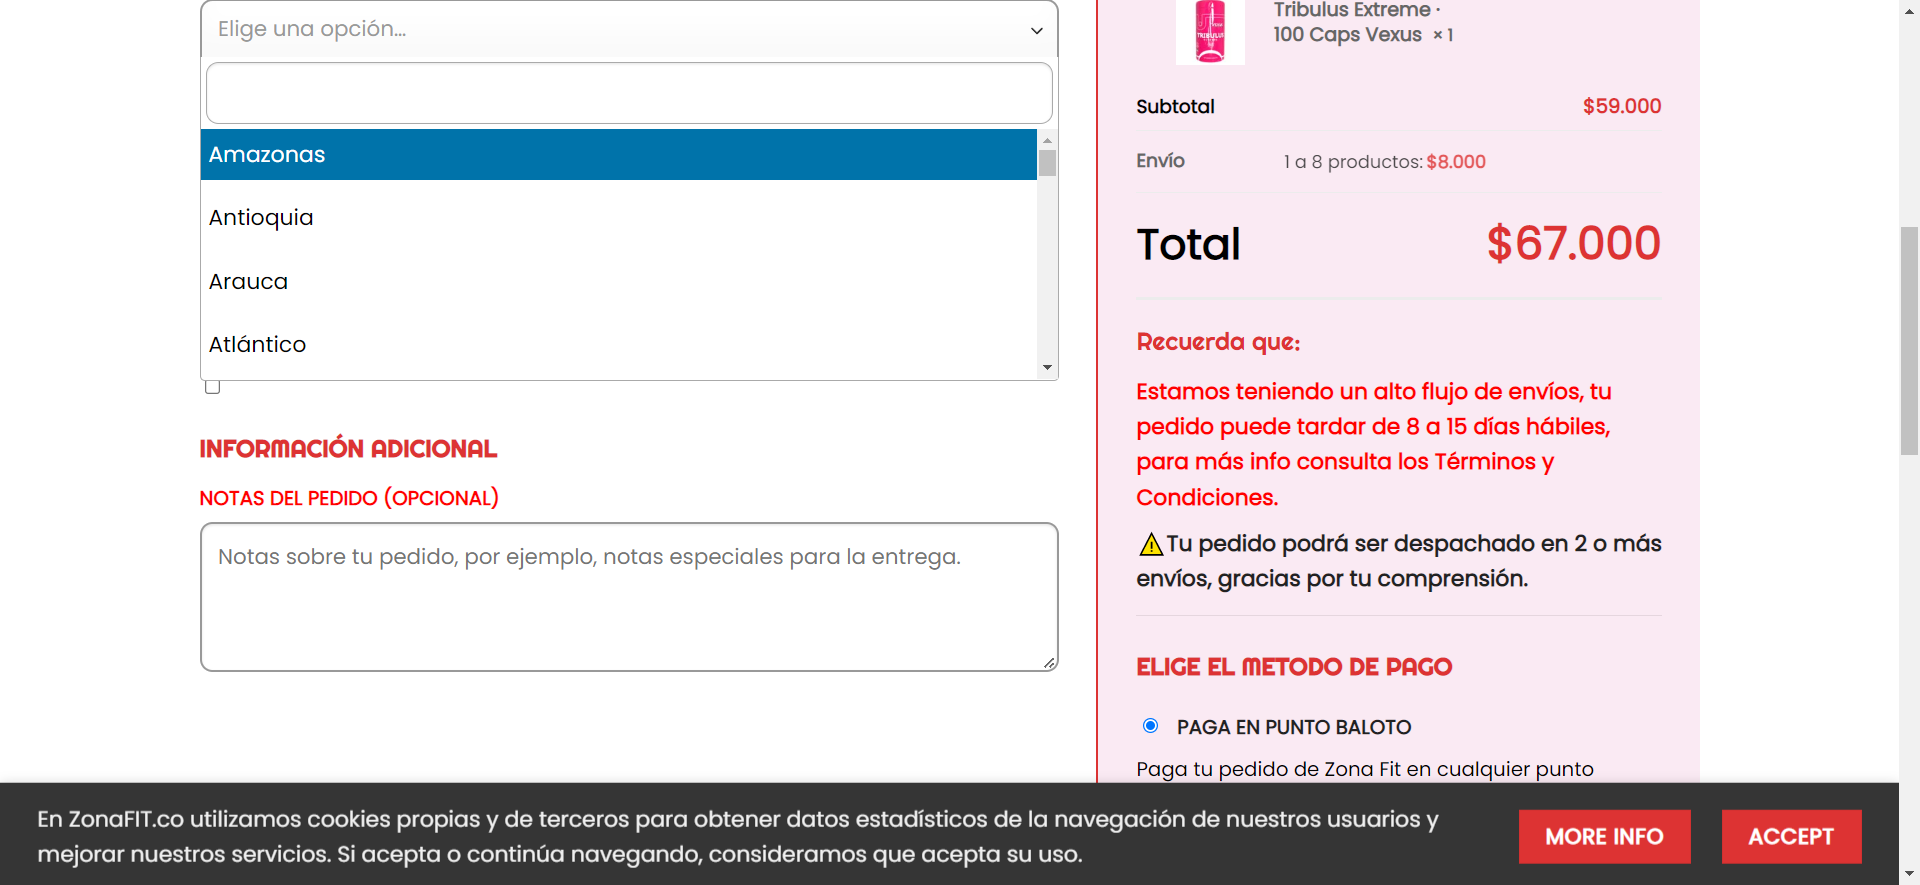 Elige una opción...
Amazonas
Antioquia
Arauca
Atlántico
INFORMACIÓN ADICIONAL
NOTAS DEL PEDIDO (OPCIONAL)
Notas sobre tu pedido, por ejemplo, notas especiales para la entrega.
TRIBULUS
Tribulus Extreme ·
100 Caps Vexus × 1
Subtotal $59.000
Envío 1 a 8 productos: $8.000
Total $67.000
Recuerda que:
Estamos teniendo un alto flujo de envíos, tu
pedido puede tardar de 8 a 15 días hábiles,
para más info consulta los Términos y
Condiciones.
⚠Tu pedido podrá ser despachado en 2 o más
envíos, gracias por tu comprensión.
ELIGE EL METODO DE PAGO
PAGA EN PUNTO BALOTO
Paga tu pedido de Zona Fit en cualquier punto
En ZonaFIT.co utilizamos cookies propias y de terceros para obtener datos estadísticos de la navegación de nuestros usuarios y
mejorar nuestros servicios. Si acepta o continúa navegando, consideramos que acepta su uso.
MORE INFO
ACCEPT